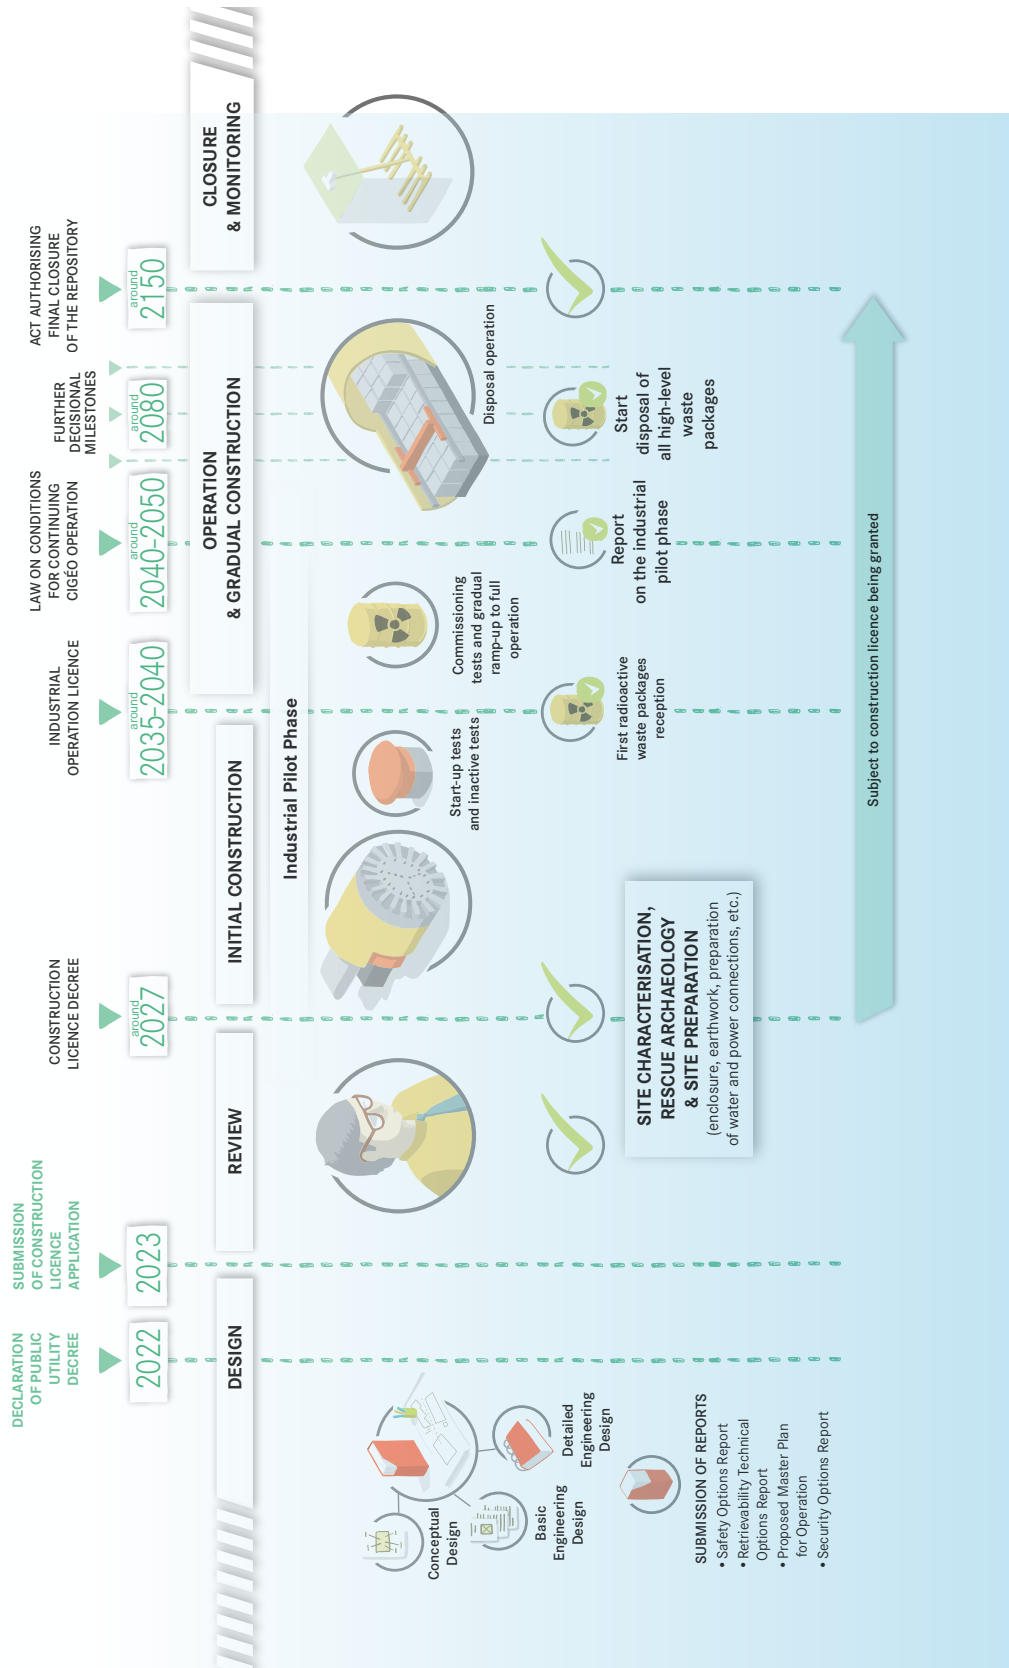 DECLARATION
OF PUBLIC
UTILITY
DECREE
2022
SUBMISSION
OF CONSTRUCTION
LICENCE
APPLICATION
2023
CONSTRUCTION
LICENCE DECREE
around
2027
INDUSTRIAL
OPERATION LICENCE
around
2035-2040
LAW ON CONDITIONS
FOR CONTINUING
CIGÉO OPERATION
around
2040-2050
FURTHER
DECISIONAL
MILESTONES
around
2080
ACT AUTHORISING
FINAL CLOSURE
OF THE REPOSITORY
around
2150
DESIGN
REVIEW
INITIAL CONSTRUCTION
OPERATION
& GRADUAL CONSTRUCTION
CLOSURE
& MONITORING
Industrial Pilot Phase
Conceptual
Design
Basic
Engineering
Design
Detailed
Engineering
Design
Start-up tests
and inactive tests
Commissioning
tests and gradual
ramp-up to full
operation
Disposal operation
SUBMISSION OF REPORTS
• Safety Options Report
• Retrievability Technical
Options Report
• Proposed Master Plan
for Operation
• Security Options Report
SITE CHARACTERISATION,
RESCUE ARCHAEOLOGY
& SITE PREPARATION
(enclosure, earthwork, preparation
of water and power connections, etc.)
First radioactive
waste packages
reception
Report
on the industrial
pilot phase
Start
disposal of
all high-level
waste
packages
Subject to construction licence being granted